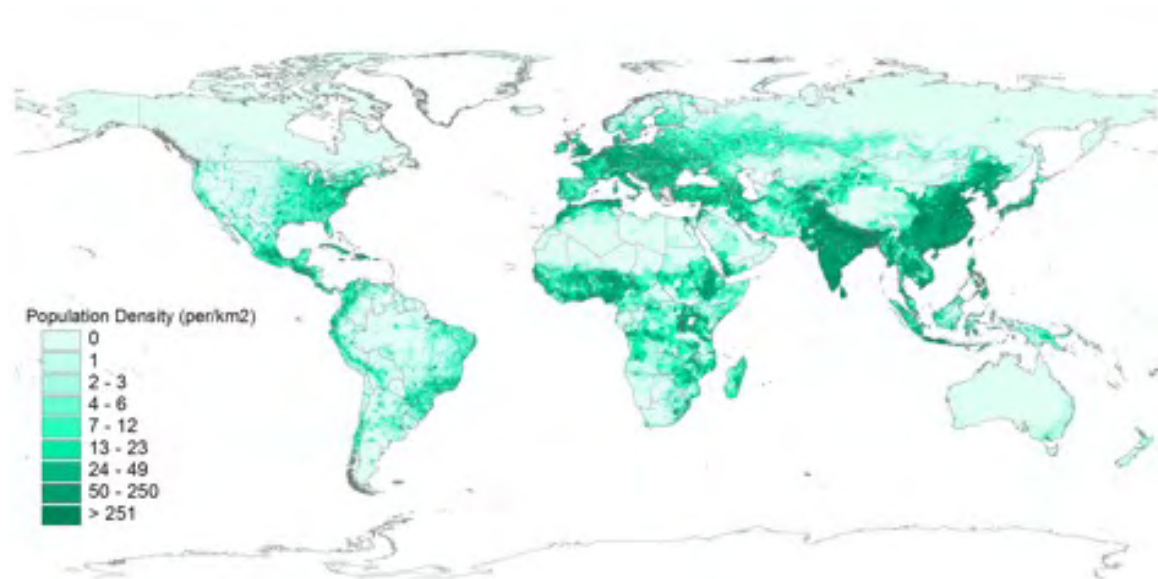 Population Density (per/km2)
0
1
2 - 3
4 - 6
7 - 12
13 - 23
24 - 49
50 - 250
> 251